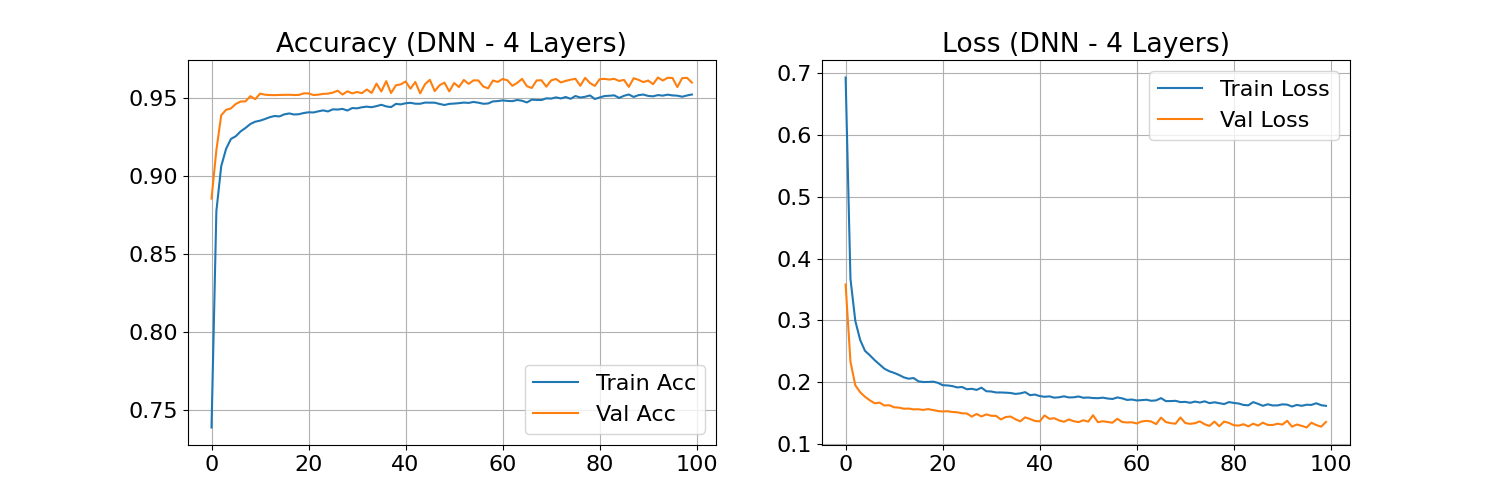 Accuracy (DNN - 4 Layers)
0.95
0.90
0.85
0.80
0.75
0 20 40 60 80 100
Train Acc
Val Acc
Loss (DNN - 4 Layers)
0.7
0.6
0.5
0.4
0.3
0.2
0.1
0 20 40 60 80 100
Train Loss
Val Loss